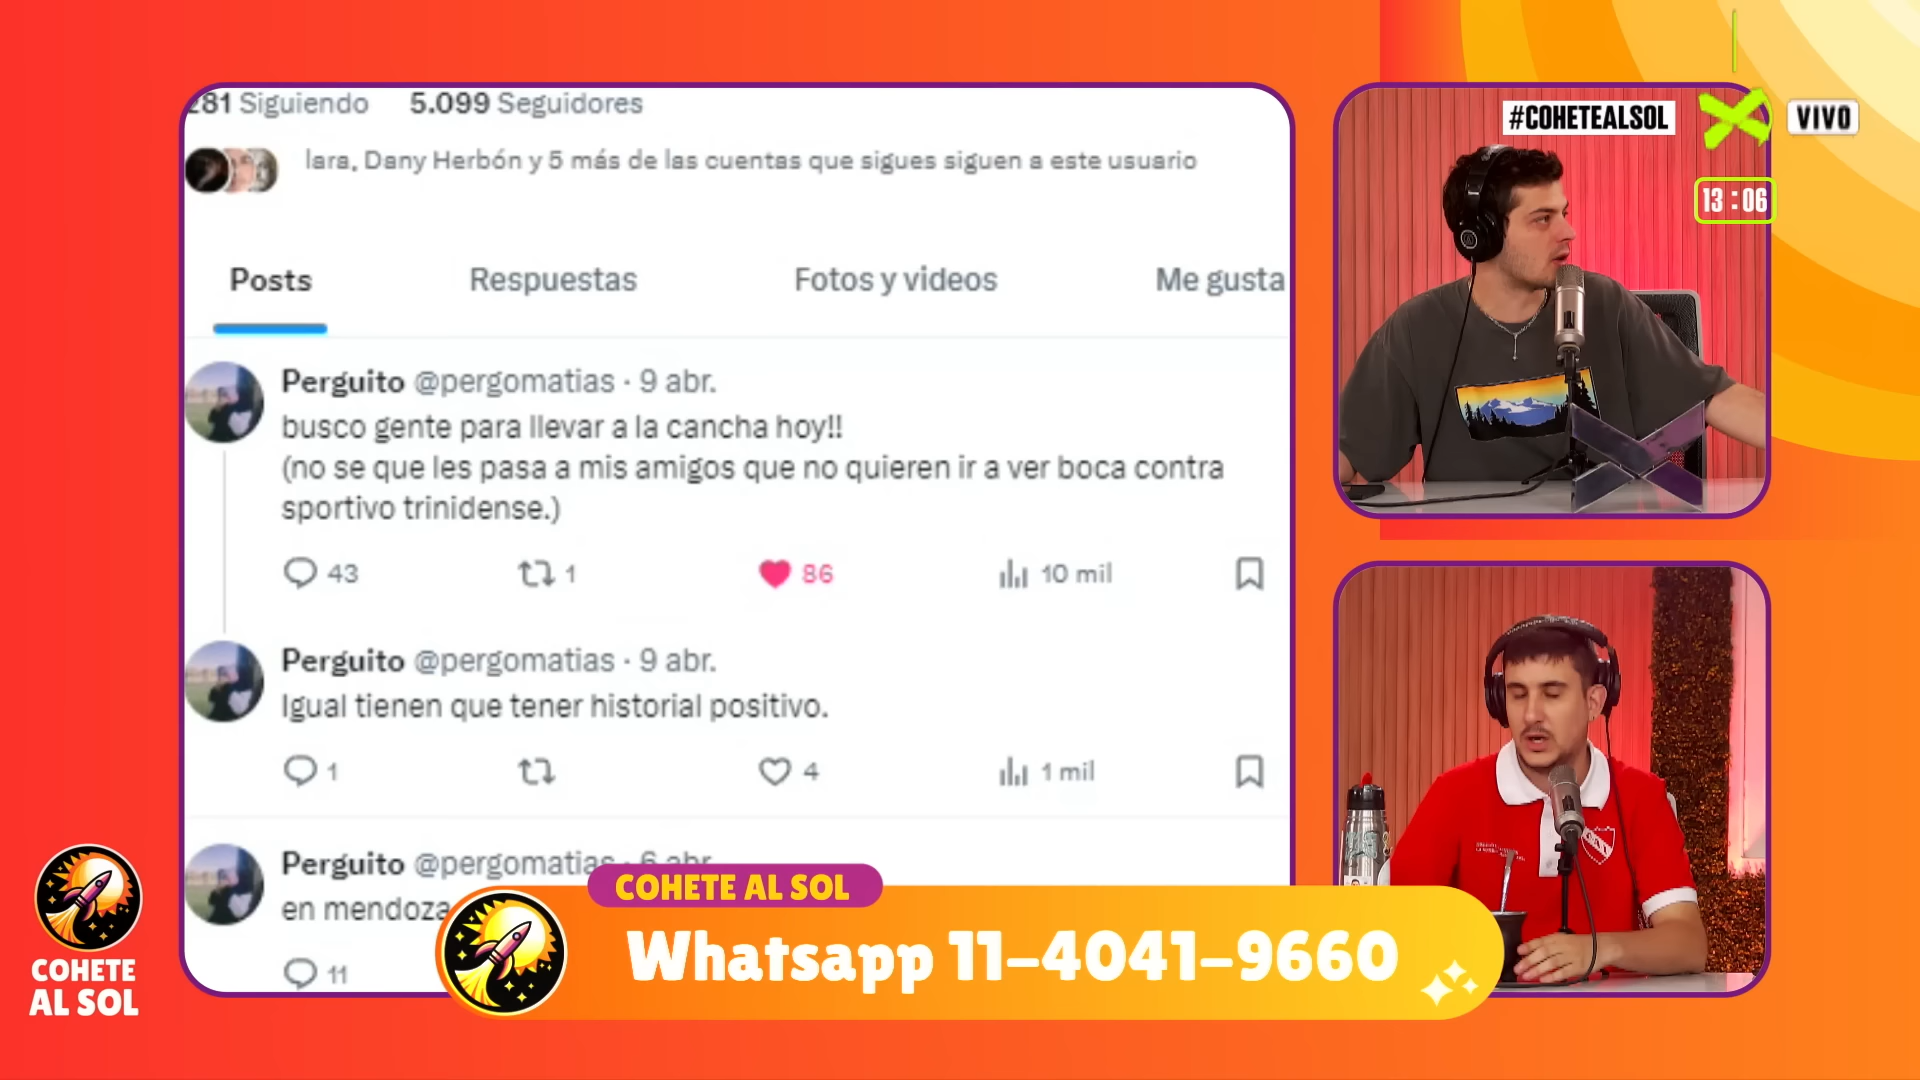 281 Siguiendo 5.099 Seguidores
lara, Dany Herbón y 5 más de las cuentas que sigues siguen a este usuario
Posts Respuestas Fotos y videos Me gusta
Perguito @pergomatias · 9 abr.
busco gente para llevar a la cancha hoy!!
(no se que les pasa a mis amigos que no quieren ir a ver boca contra
sportivo trinidense.)
43 1 86 10 mil
Perguito @pergomatias · 9 abr.
Igual tienen que tener historial positivo.
1 4 1 mil
Perguito @pergomatias · 6 abr.
en mendoza
11
#COHETEALSOL
VIVO
13:06
COHETE AL SOL
Whatsapp 11-4041-9660
COHETE
AL SOL